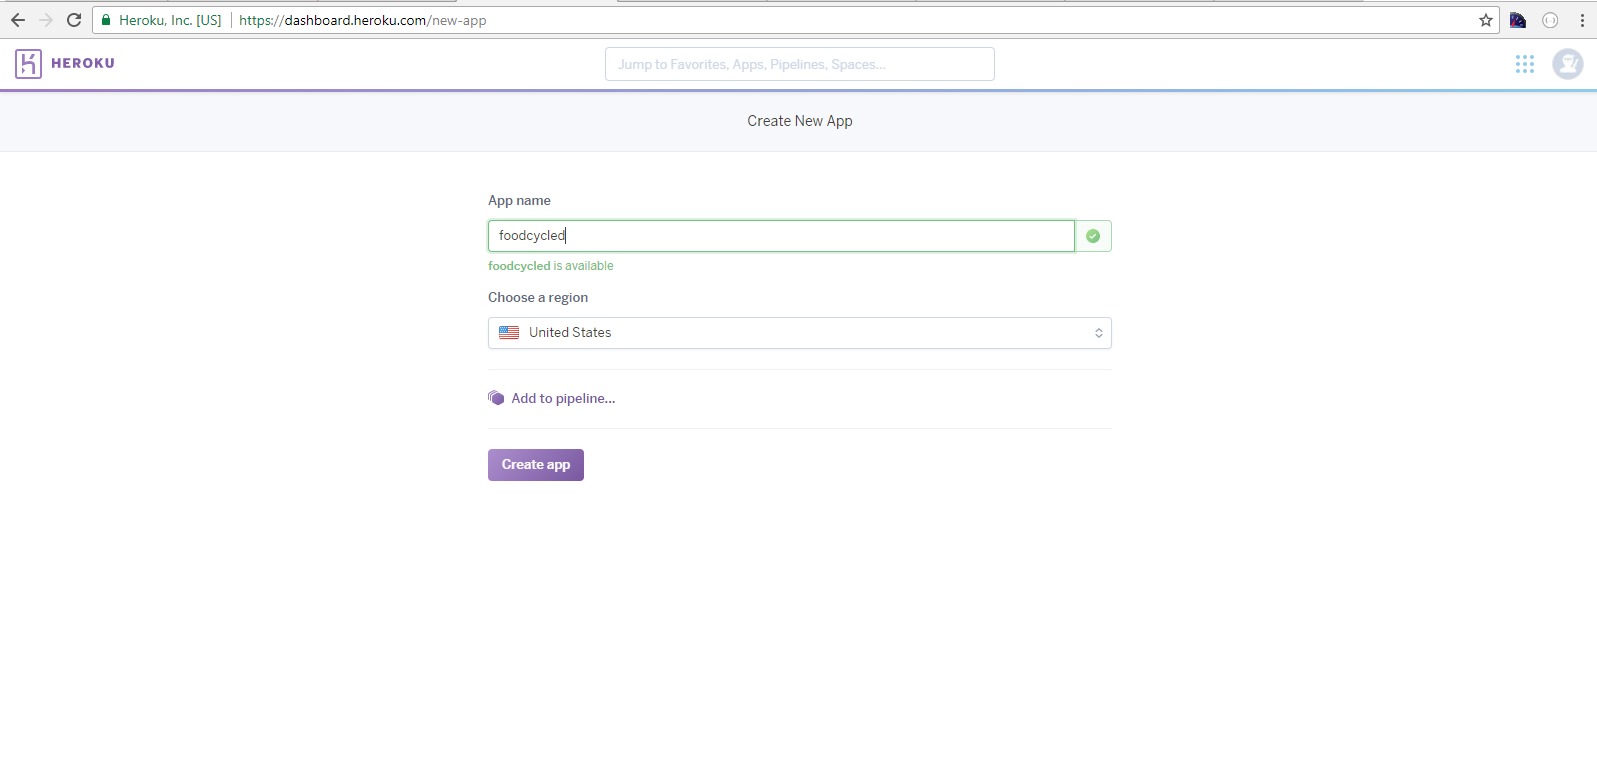 Heroku, Inc. [US] https://dashboard.heroku.com/new-app
HEROKU
Jump to Favorites, Apps, Pipelines, Spaces...
Create New App
App name
foodcycled
foodcycled is available
Choose a region
United States
Add to pipeline...
Create app